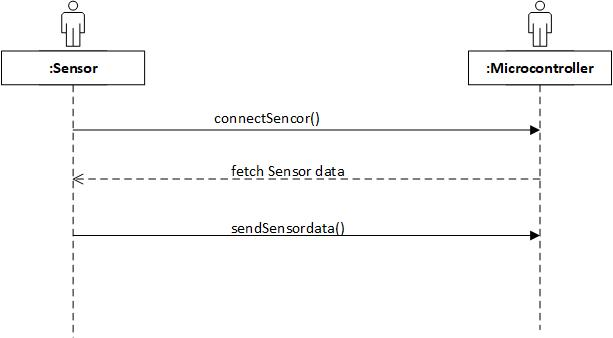 :Sensor
:Microcontroller
connectSencor()
fetch Sensor data
sendSensordata()